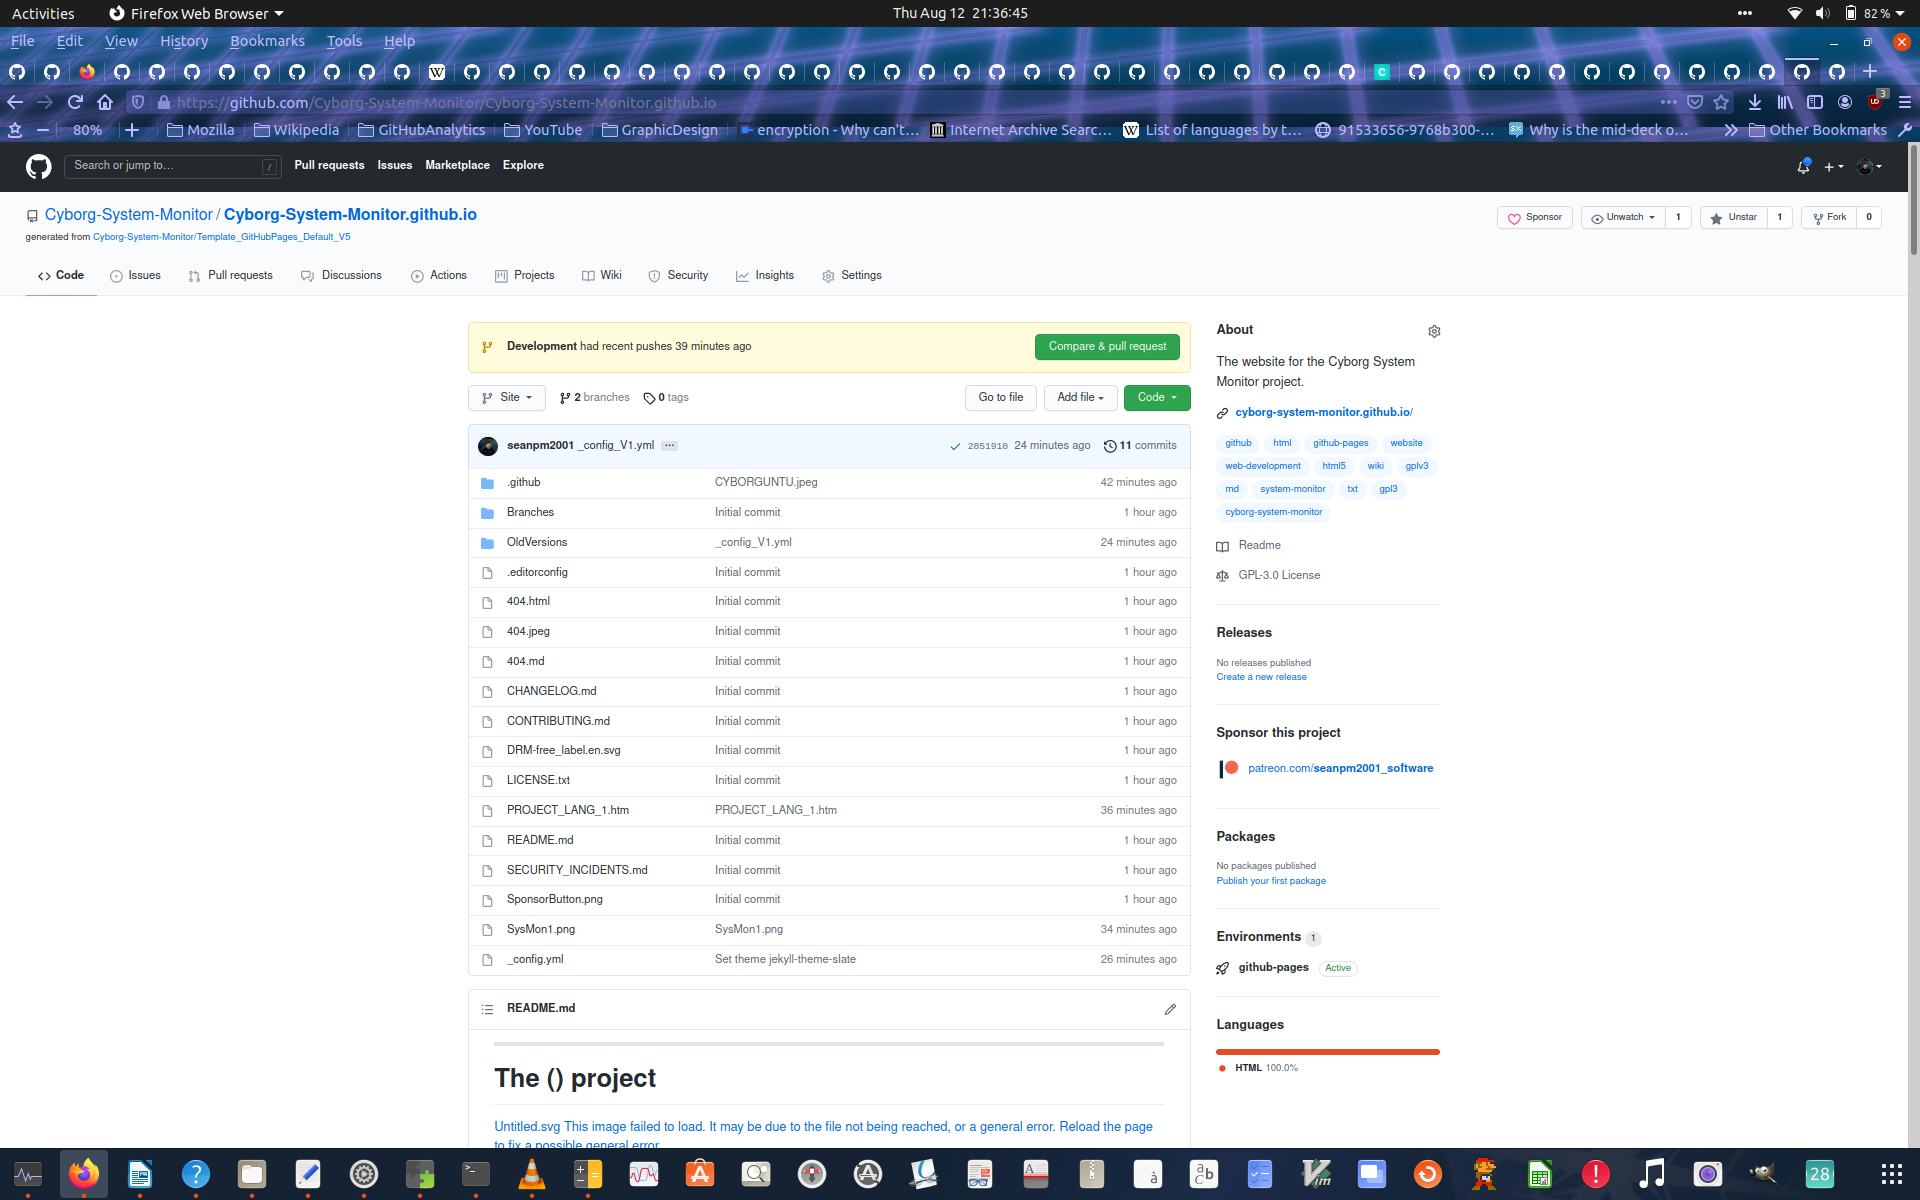 Activities Firefox Web Browser Thu Aug 12 21:36:45 82 %
File Edit View History Bookmarks Tools Help
https://github.com/Cyborg-System-Monitor/Cyborg-System-Monitor.github.io
80% Mozilla Wikipedia GitHubAnalytics YouTube GraphicDesign encryption - Why can't... Internet Archive Searc... List of languages by t... 91533656-9768b300-... Why is the mid-deck o... Other Bookmarks
Search or jump to... / Pull requests Issues Marketplace Explore
Cyborg-System-Monitor / Cyborg-System-Monitor.github.io
Sponsor Unwatch 1 Unstar 1 Fork 0
generated from Cyborg-System-Monitor/Template_GitHubPages_Default_V5
Code Issues Pull requests Discussions Actions Projects Wiki Security Insights Settings
Development had recent pushes 39 minutes ago Compare & pull request
Site 2 branches 0 tags Go to file Add file Code
seanpm2001 _config_V1.yml ... 2851910 24 minutes ago 11 commits
.github CYBORGUNTU.jpeg 42 minutes ago
Branches Initial commit 1 hour ago
OldVersions _config_V1.yml 24 minutes ago
.editorconfig Initial commit 1 hour ago
404.html Initial commit 1 hour ago
404.jpeg Initial commit 1 hour ago
404.md Initial commit 1 hour ago
CHANGELOG.md Initial commit 1 hour ago
CONTRIBUTING.md Initial commit 1 hour ago
DRM-free_label.en.svg Initial commit 1 hour ago
LICENSE.txt Initial commit 1 hour ago
PROJECT_LANG_1.htm PROJECT_LANG_1.htm 36 minutes ago
README.md Initial commit 1 hour ago
SECURITY_INCIDENTS.md Initial commit 1 hour ago
SponsorButton.png Initial commit 1 hour ago
SysMon1.png SysMon1.png 34 minutes ago
_config.yml Set theme jekyll-theme-slate 26 minutes ago
README.md
The () project
Untitled.svg This image failed to load. It may be due to the file not being reached, or a general error. Reload the page
to fix a possible general error.
About
The website for the Cyborg System
Monitor project.
cyborg-system-monitor.github.io/
github html github-pages website
web-development html5 wiki gplv3
md system-monitor txt gpl3
cyborg-system-monitor
Readme
GPL-3.0 License
Releases
No releases published
Create a new release
Sponsor this project
patreon.com/seanpm2001_software
Packages
No packages published
Publish your first package
Environments 1
github-pages Active
Languages
HTML 100.0%
28